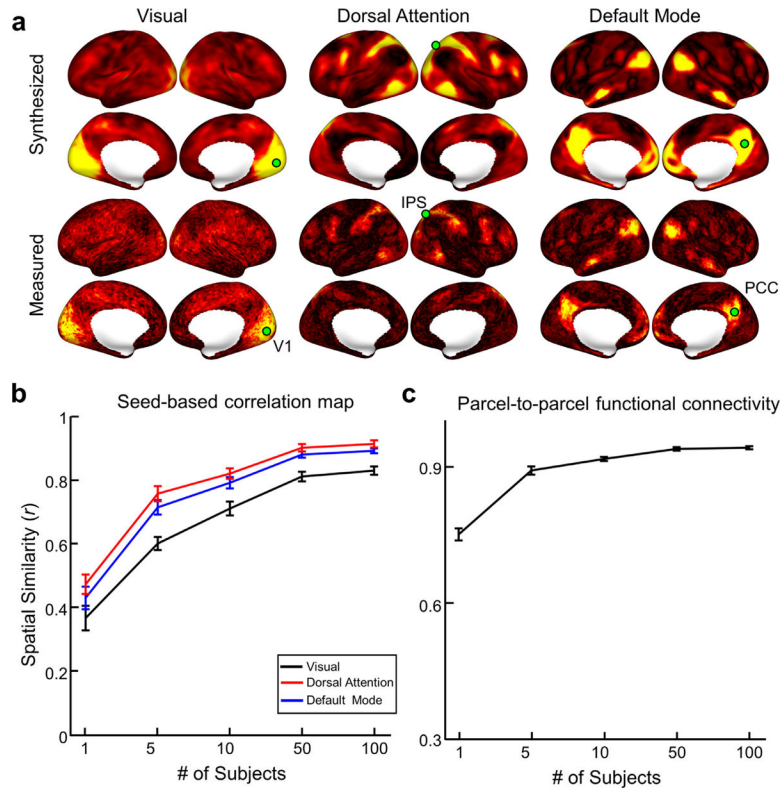 Visual Dorsal Attention Default Mode
a
Synthesized
Measured
IPS
V1
PCC
b
Seed-based correlation map
Spatial Similarity (r)
1
0.8
0.6
0.4
0.2
0
Visual
Dorsal Attention
Default Mode
1 5 10 50 100
# of Subjects
c
Parcel-to-parcel functional connectivity
0.9
0.6
0.3
1 5 10 50 100
# of Subjects